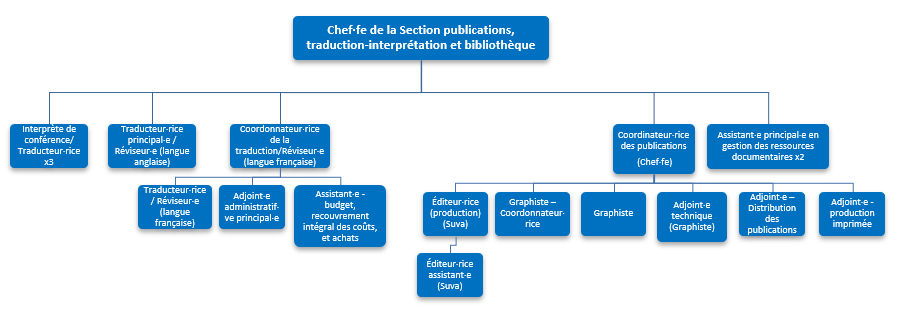 Chef·fe de la Section publications,
traduction-interprétation et bibliothèque
Interprète de
conférence/
Traducteur·rice
x3
Traducteur·rice
principal·e /
Réviseur·e (langue
anglaise)
Coordonnateur·rice
de la
traduction/Réviseur·e
(langue française)
Coordinateur·rice
des publications
(Chef·fe)
Assistant·e principal·e en
gestion des ressources
documentaires x2
Traducteur·rice
/ Réviseur·e
(langue
française)
Adjoint·e
administratif·
ve principal·e
Assistant·e -
budget,
recouvrement
intégral des coûts,
et achats
Éditeur·rice
(production)
(Suva)
Graphiste –
Coordonnateur·
rice
Graphiste
Adjoint·e
technique
(Graphiste)
Adjoint·e –
Distribution
des
publications
Adjoint·e -
production
imprimée
Éditeur·rice
assistant·e
(Suva)